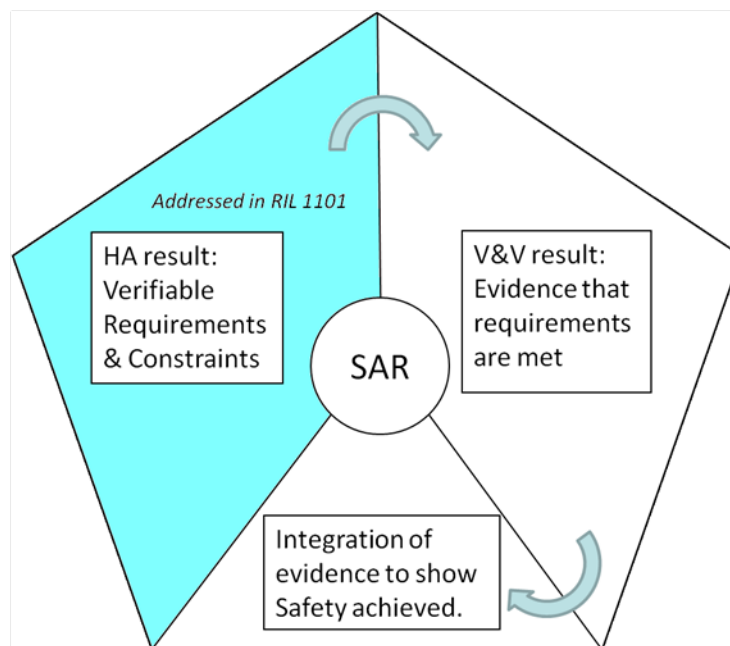 Addressed in RIL 1101
HA result:
Verifiable
Requirements
& Constraints
V&V result:
Evidence that
requirements
are met
SAR
Integration of
evidence to show
Safety achieved.